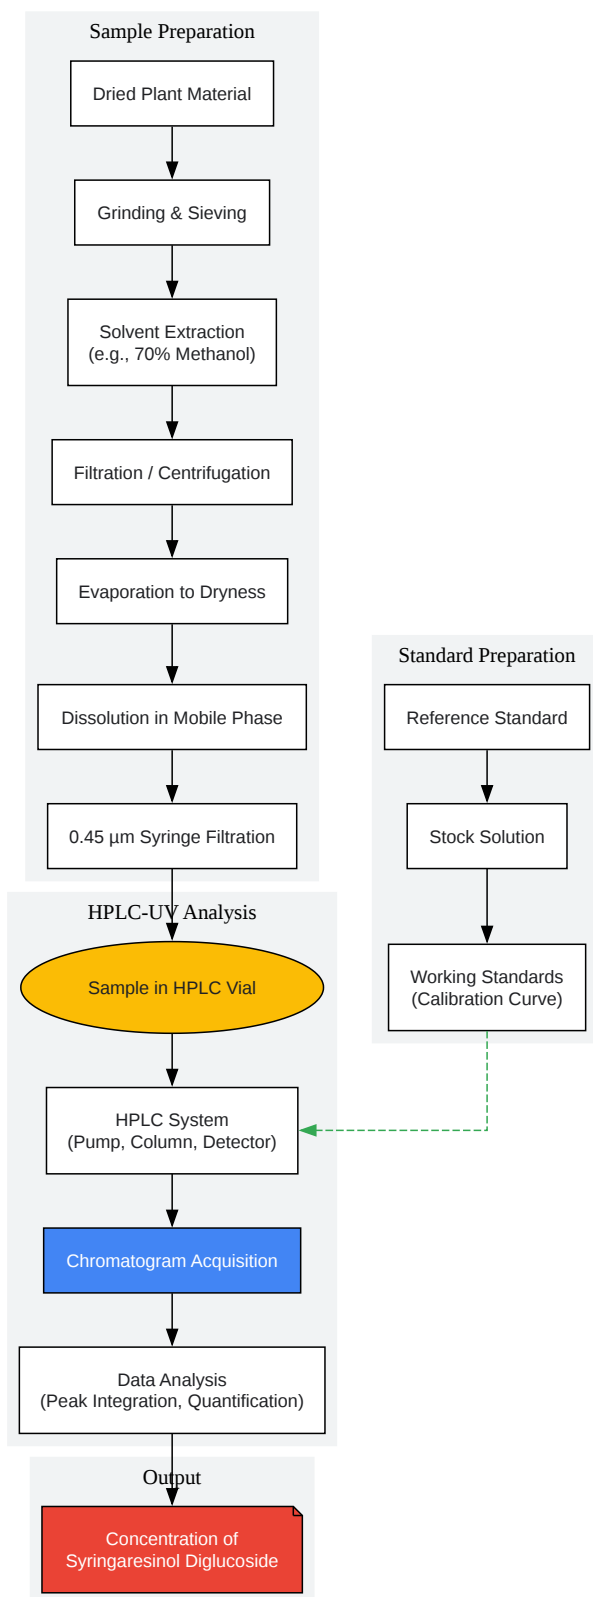 Sample Preparation
Dried Plant Material
Grinding & Sieving
Solvent Extraction
(e.g., 70% Methanol)
Filtration / Centrifugation
Evaporation to Dryness
Dissolution in Mobile Phase
0.45 µm Syringe Filtration
Standard Preparation
Reference Standard
Stock Solution
Working Standards
(Calibration Curve)
HPLC-UV Analysis
Sample in HPLC Vial
HPLC System
(Pump, Column, Detector)
Chromatogram Acquisition
Data Analysis
(Peak Integration, Quantification)
Output
Concentration of
Syringaresinol Diglucoside